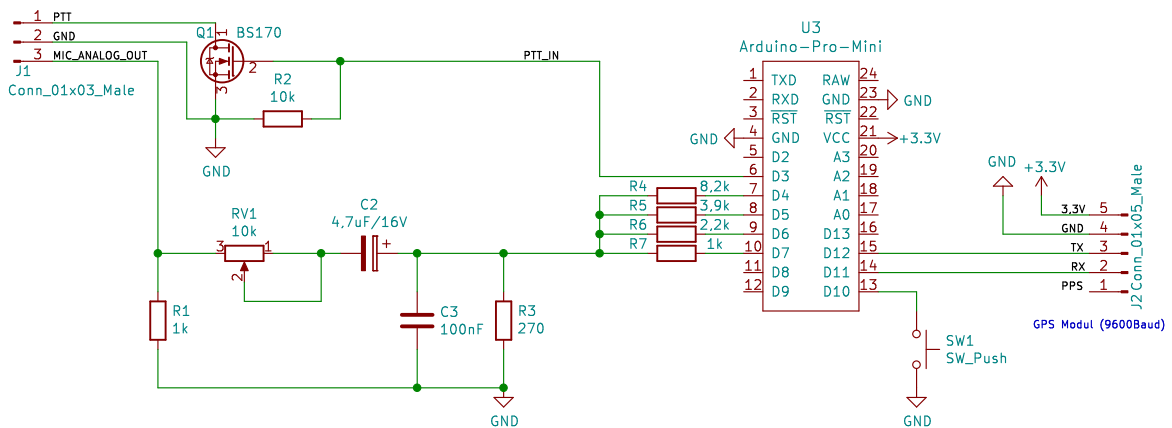 1 PTT
2 GND
3 MIC_ANALOG_OUT
J1
Conn_01x03_Male
Q1
BS170
1
2
3
R2
10k
GND
PTT_IN
RV1
10k
3
1
2
C2
4,7uF/16V
+
R1
1k
C3
100nF
R3
270
GND
R4 8,2k
R5 3,9k
R6 2,2k
R7 1k
U3
Arduino-Pro-Mini
1 TXD RAW 24
2 RXD GND 23 GND
3 RST RST 22
GND 4 GND VCC 21 +3.3V
5 D2 A3 20
6 D3 A2 19
7 D4 A1 18
8 D5 A0 17
9 D6 D13 16
10 D7 D12 15
11 D8 D11 14
12 D9 D10 13
SW1
SW_Push
GND
GND
+3.3V
3,3V 5
GND 4
TX 3
RX 2
PPS 1
J2
Conn_01x05_Male
GPS Modul (9600Baud)